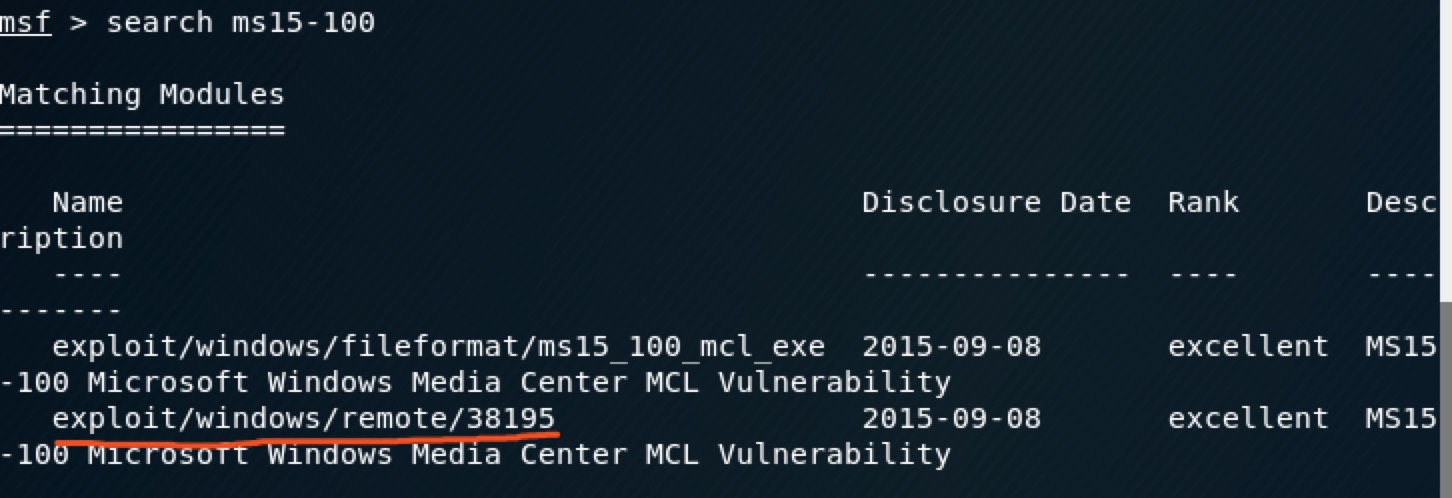 msf > search ms15-100
Matching Modules
================
Name Disclosure Date Rank Desc
ription
---- --------------- ---- ----
-------
exploit/windows/fileformat/ms15_100_mcl_exe 2015-09-08 excellent MS15
-100 Microsoft Windows Media Center MCL Vulnerability
exploit/windows/remote/38195 2015-09-08 excellent MS15
-100 Microsoft Windows Media Center MCL Vulnerability